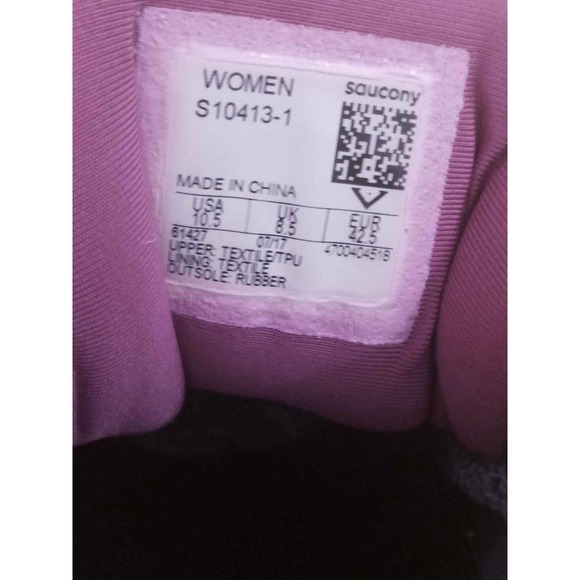 WOMEN
S10413-1
saucony
MADE IN CHINA
USA UK EUR
10.5 8.5 42.5
61427 07/17 4700404518
UPPER: TEXTILE/TPU
LINING: TEXTILE
OUTSOLE: RUBBER